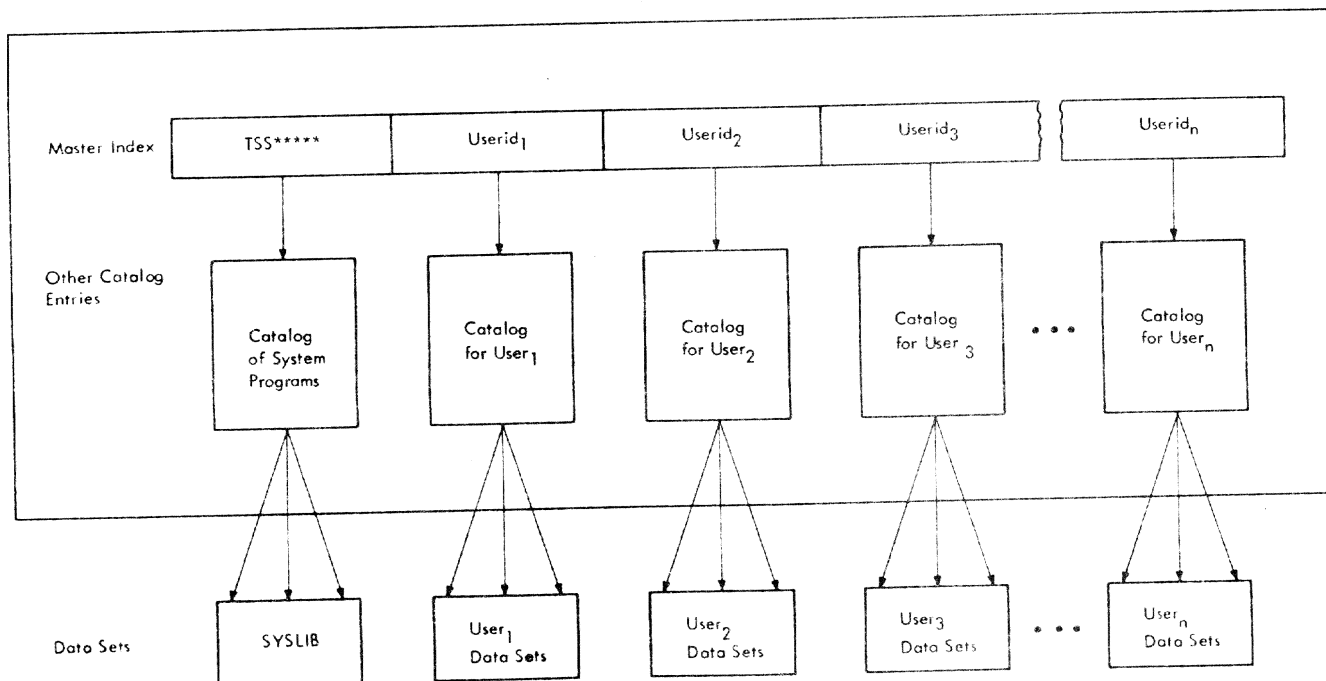 Master Index
TSS*****
Userid1
Userid2
Userid3
Useridn
Other Catalog
Entries
Catalog
of System
Programs
Catalog
for User1
Catalog
for User2
Catalog
for User3
Catalog
for Usern
Data Sets
SYSLIB
User1
Data Sets
User2
Data Sets
User3
Data Sets
Usern
Data Sets